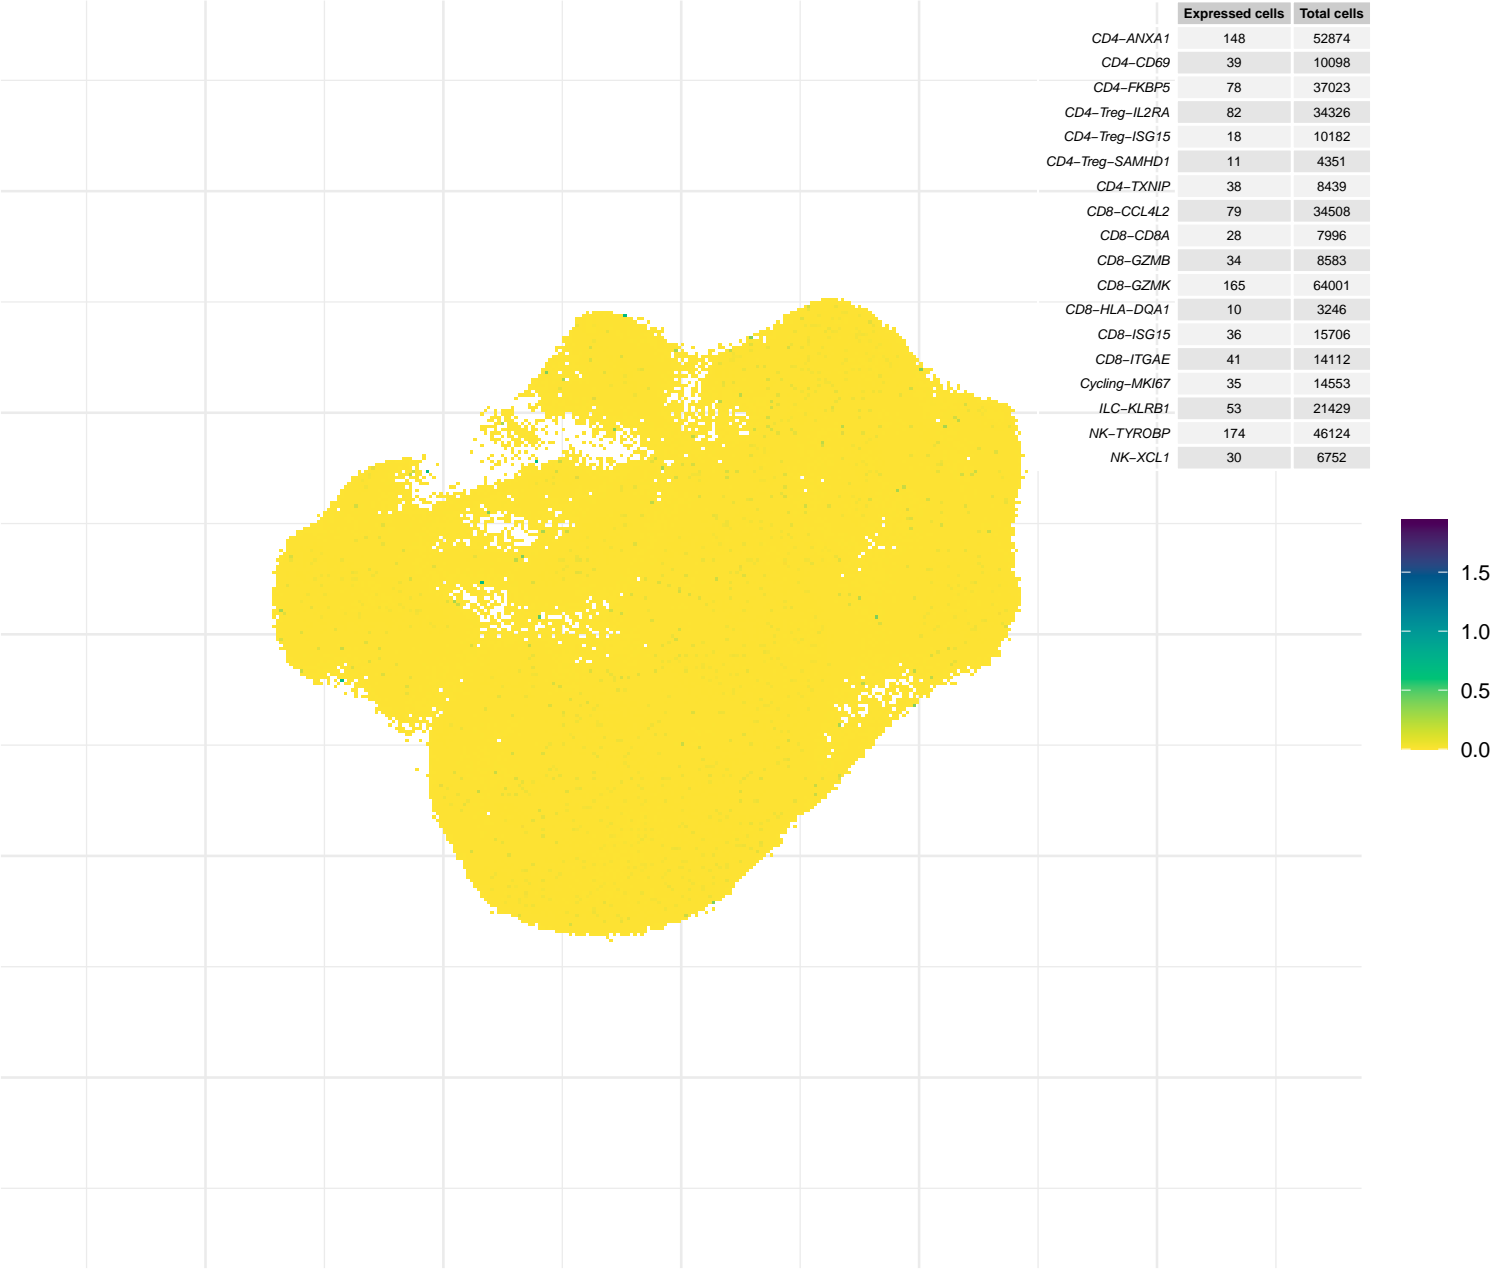 Expressed cells Total cells
CD4−ANXA1 148 52874
CD4−CD69 39 10098
CD4−FKBP5 78 37023
CD4−Treg−IL2RA 82 34326
CD4−Treg−ISG15 18 10182
CD4−Treg−SAMHD1 11 4351
CD4−TXNIP 38 8439
CD8−CCL4L2 79 34508
CD8−CD8A 28 7996
CD8−GZMB 34 8583
CD8−GZMK 165 64001
CD8−HLA−DQA1 10 3246
CD8−ISG15 36 15706
CD8−ITGAE 41 14112
Cycling−MKI67 35 14553
ILC−KLRB1 53 21429
NK−TYROBP 174 46124
NK−XCL1 30 6752
1.5
1.0
0.5
0.0